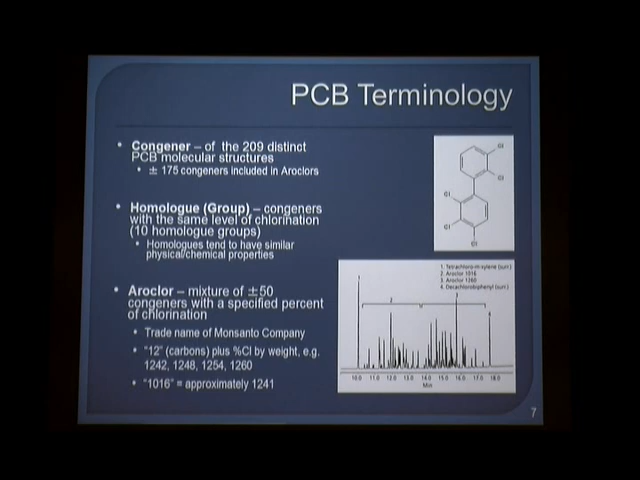 PCB Terminology
• Congener – of the 209 distinct
PCB molecular structures
• ± 175 congeners included in Aroclors
• Homologue (Group) – congeners
with the same level of chlorination
(10 homologue groups)
• Homologues tend to have similar
physical/chemical properties
• Aroclor – mixture of ±50
congeners with a specified percent
of chlorination
• Trade name of Monsanto Company
• "12" (carbons) plus %Cl by weight, e.g.
1242, 1248, 1254, 1260
• "1016" = approximately 1241
Cl
Cl
Cl
Cl
Cl
1. Tetrachloro-m-xylene (surr.)
2. Aroclor 1016
3. Aroclor 1260
4. Decachlorobiphenyl (surr.)
10.0 11.0 12.0 13.0 14.0 15.0 16.0 17.0 18.0
Min
7